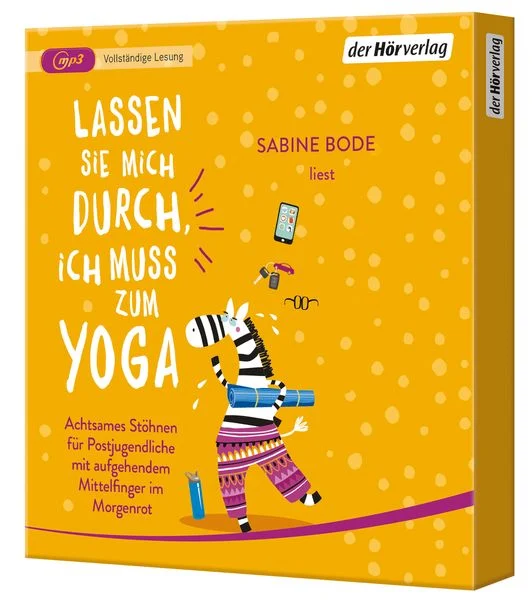 mp3 Vollständige Lesung
der Hörverlag
LASSEN
SIE MICH
DURCH,
ICH MUSS
ZUM
YOGA
SABINE BODE
liest
Achtsames Stöhnen
für Postjugendliche
mit aufgehendem
Mittelfinger im
Morgenrot
der Hörverlag